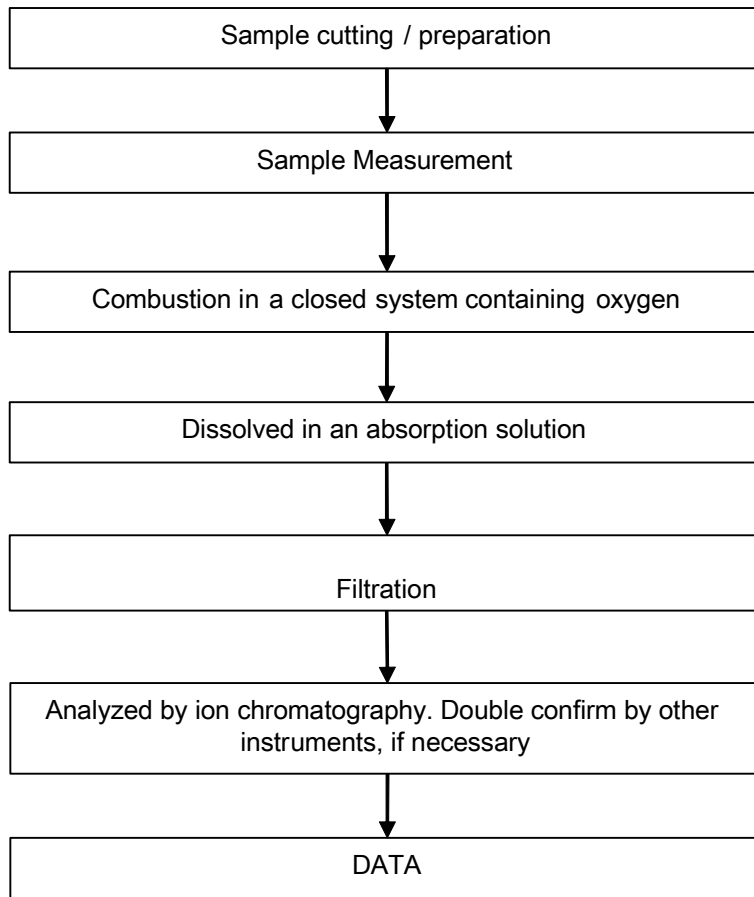 Sample cutting / preparation
Sample Measurement
Combustion in a closed system containing oxygen
Dissolved in an absorption solution
Filtration
Analyzed by ion chromatography. Double confirm by other
instruments, if necessary
DATA